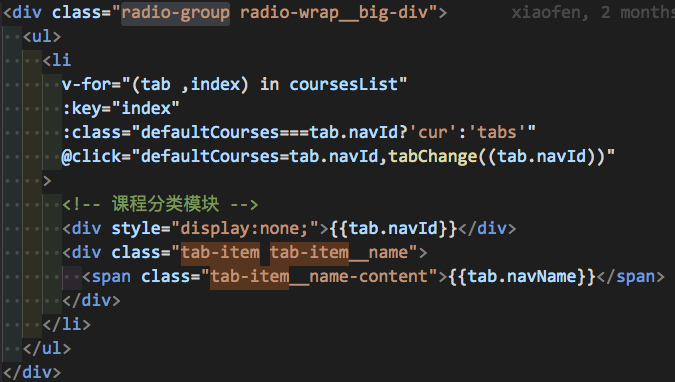 <div class="radio-group radio-wrap__big-div"> xiaofen, 2 months
<ul>
<li
v-for="(tab ,index) in coursesList"
:key="index"
:class="defaultCourses===tab.navId?'cur':'tabs'"
@click="defaultCourses=tab.navId,tabChange((tab.navId))"
>
<!-- 课程分类模块 -->
<div style="display:none;">{{tab.navId}}</div>
<div class="tab-item tab-item__name">
<span class="tab-item__name-content">{{tab.navName}}</span>
</div>
</li>
</ul>
</div>